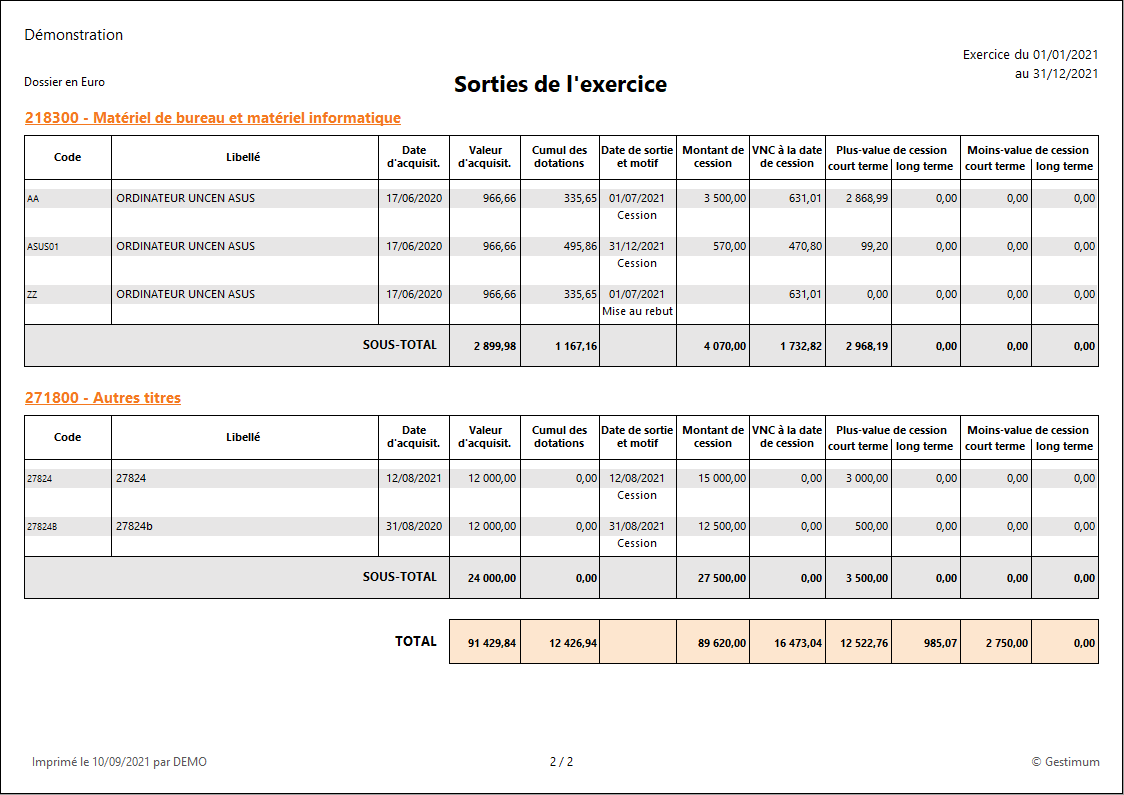 Démonstration
Exercice du 01/01/2021
au 31/12/2021
Dossier en Euro
Sorties de l'exercice
218300 - Matériel de bureau et matériel informatique
Code Libellé Date d'acquisit. Valeur d'acquisit. Cumul des dotations Date de sortie et motif Montant de cession VNC à la date de cession Plus-value de cession court terme long terme Moins-value de cession court terme long terme
AA ORDINATEUR UNCEN ASUS 17/06/2020 966,66 335,65 01/07/2021 3 500,00 631,01 2 868,99 0,00 0,00 0,00
Cession
ASUS01 ORDINATEUR UNCEN ASUS 17/06/2020 966,66 495,86 31/12/2021 570,00 470,80 99,20 0,00 0,00 0,00
Cession
ZZ ORDINATEUR UNCEN ASUS 17/06/2020 966,66 335,65 01/07/2021 631,01 0,00 0,00 0,00 0,00
Mise au rebut
SOUS-TOTAL 2 899,98 1 167,16 4 070,00 1 732,82 2 968,19 0,00 0,00 0,00
271800 - Autres titres
Code Libellé Date d'acquisit. Valeur d'acquisit. Cumul des dotations Date de sortie et motif Montant de cession VNC à la date de cession Plus-value de cession court terme long terme Moins-value de cession court terme long terme
27824 27824 12/08/2021 12 000,00 0,00 12/08/2021 15 000,00 0,00 3 000,00 0,00 0,00 0,00
Cession
27824B 27824b 31/08/2020 12 000,00 0,00 31/08/2021 12 500,00 0,00 500,00 0,00 0,00 0,00
Cession
SOUS-TOTAL 24 000,00 0,00 27 500,00 0,00 3 500,00 0,00 0,00 0,00
TOTAL 91 429,84 12 426,94 89 620,00 16 473,04 12 522,76 985,07 2 750,00 0,00
Imprimé le 10/09/2021 par DEMO 2 / 2 © Gestimum